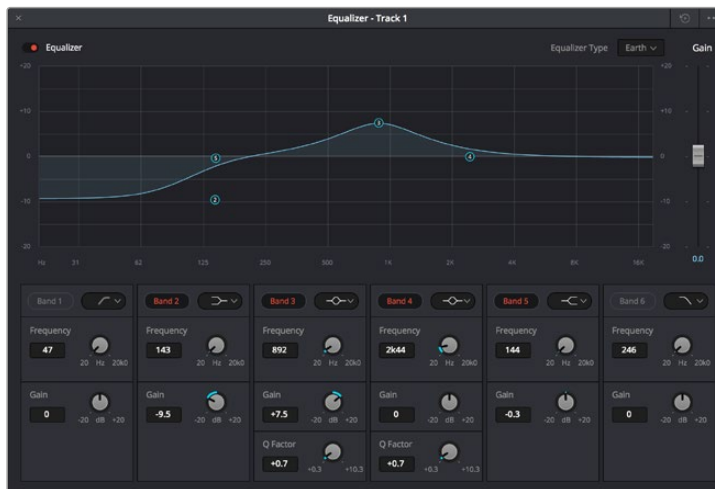 Equalizer - Track 1
Equalizer
Equalizer Type
Earth
Gain
+20
+20
+20
+10
+10
0
0
-10
-10
-20
-20
-20
5
3
4
2
Hz 31 62 125 250 500 1K 2K 4K 8K 16K
0.0
Band 1 Band 2 Band 3 Band 4 Band 5 Band 6
Frequency Frequency Frequency Frequency Frequency Frequency
47 143 892 2k44 144 246
20 Hz 20k0 20 Hz 20k0 20 Hz 20k0 20 Hz 20k0 20 Hz 20k0 20 Hz 20k0
Gain Gain Gain Gain Gain Gain
0 -9.5 +7.5 0 -0.3 0
-20 dB +20 -20 dB +20 -20 dB +20 -20 dB +20 -20 dB +20 -20 dB +20
Q Factor Q Factor
+0.7 +0.7
+0.3 +10.3 +0.3 +10.3